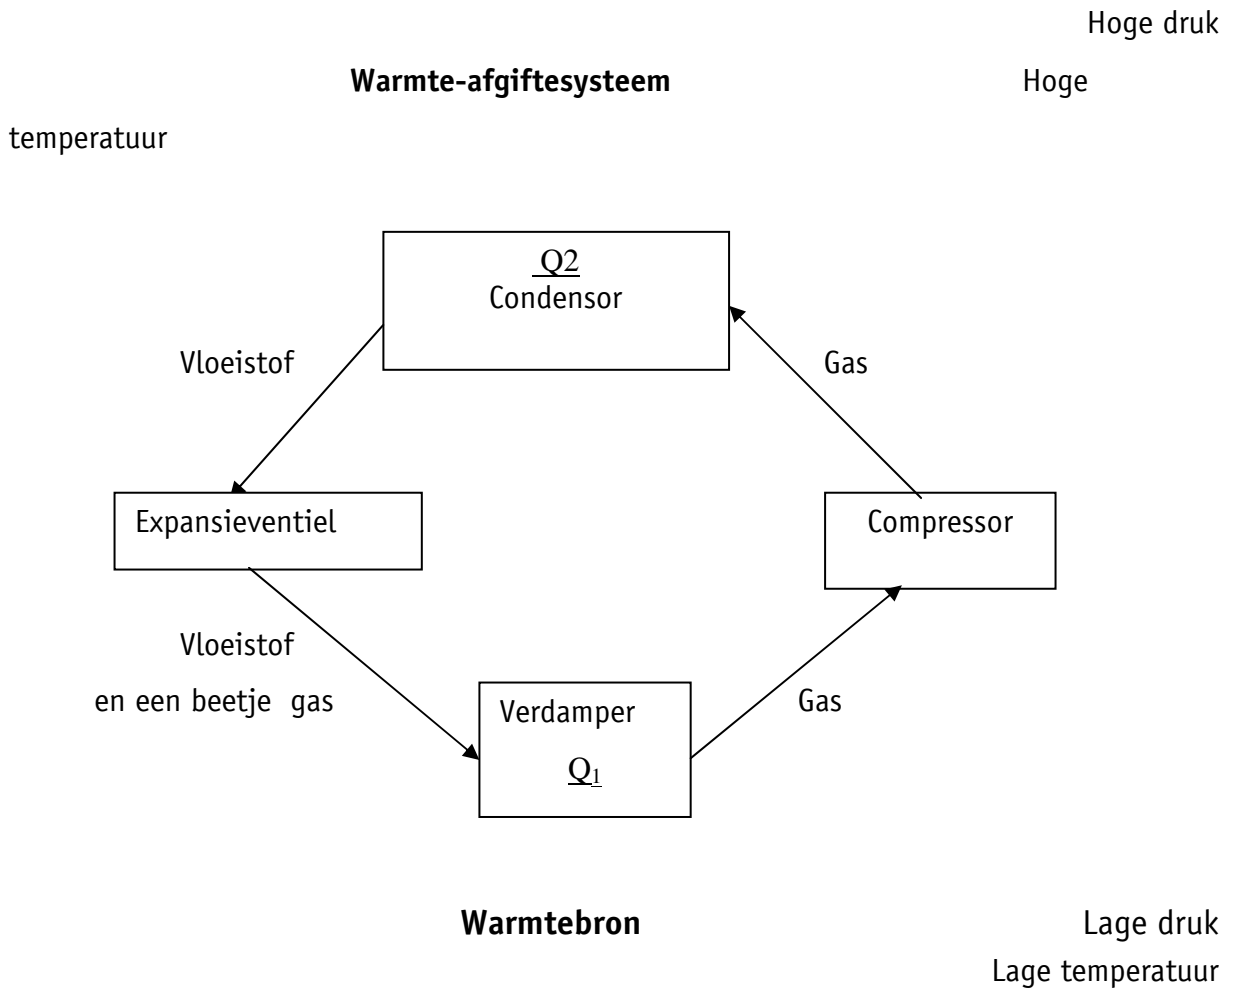 Hoge druk
Warmte-afgiftesysteem Hoge
temperatuur
Q2
Condensor
Vloeistof Gas
Expansieventiel Compressor
Vloeistof
en een beetje gas
Verdamper Gas
Q1
Warmtebron Lage druk
Lage temperatuur